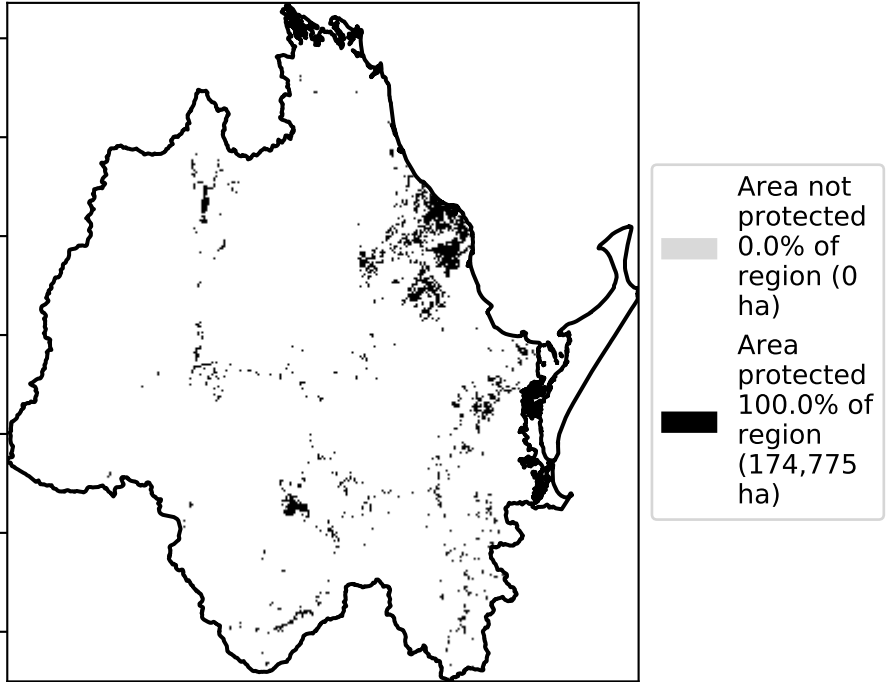 Area not
protected
0.0% of
region (0
ha)
Area
protected
100.0% of
region
(174,775
ha)